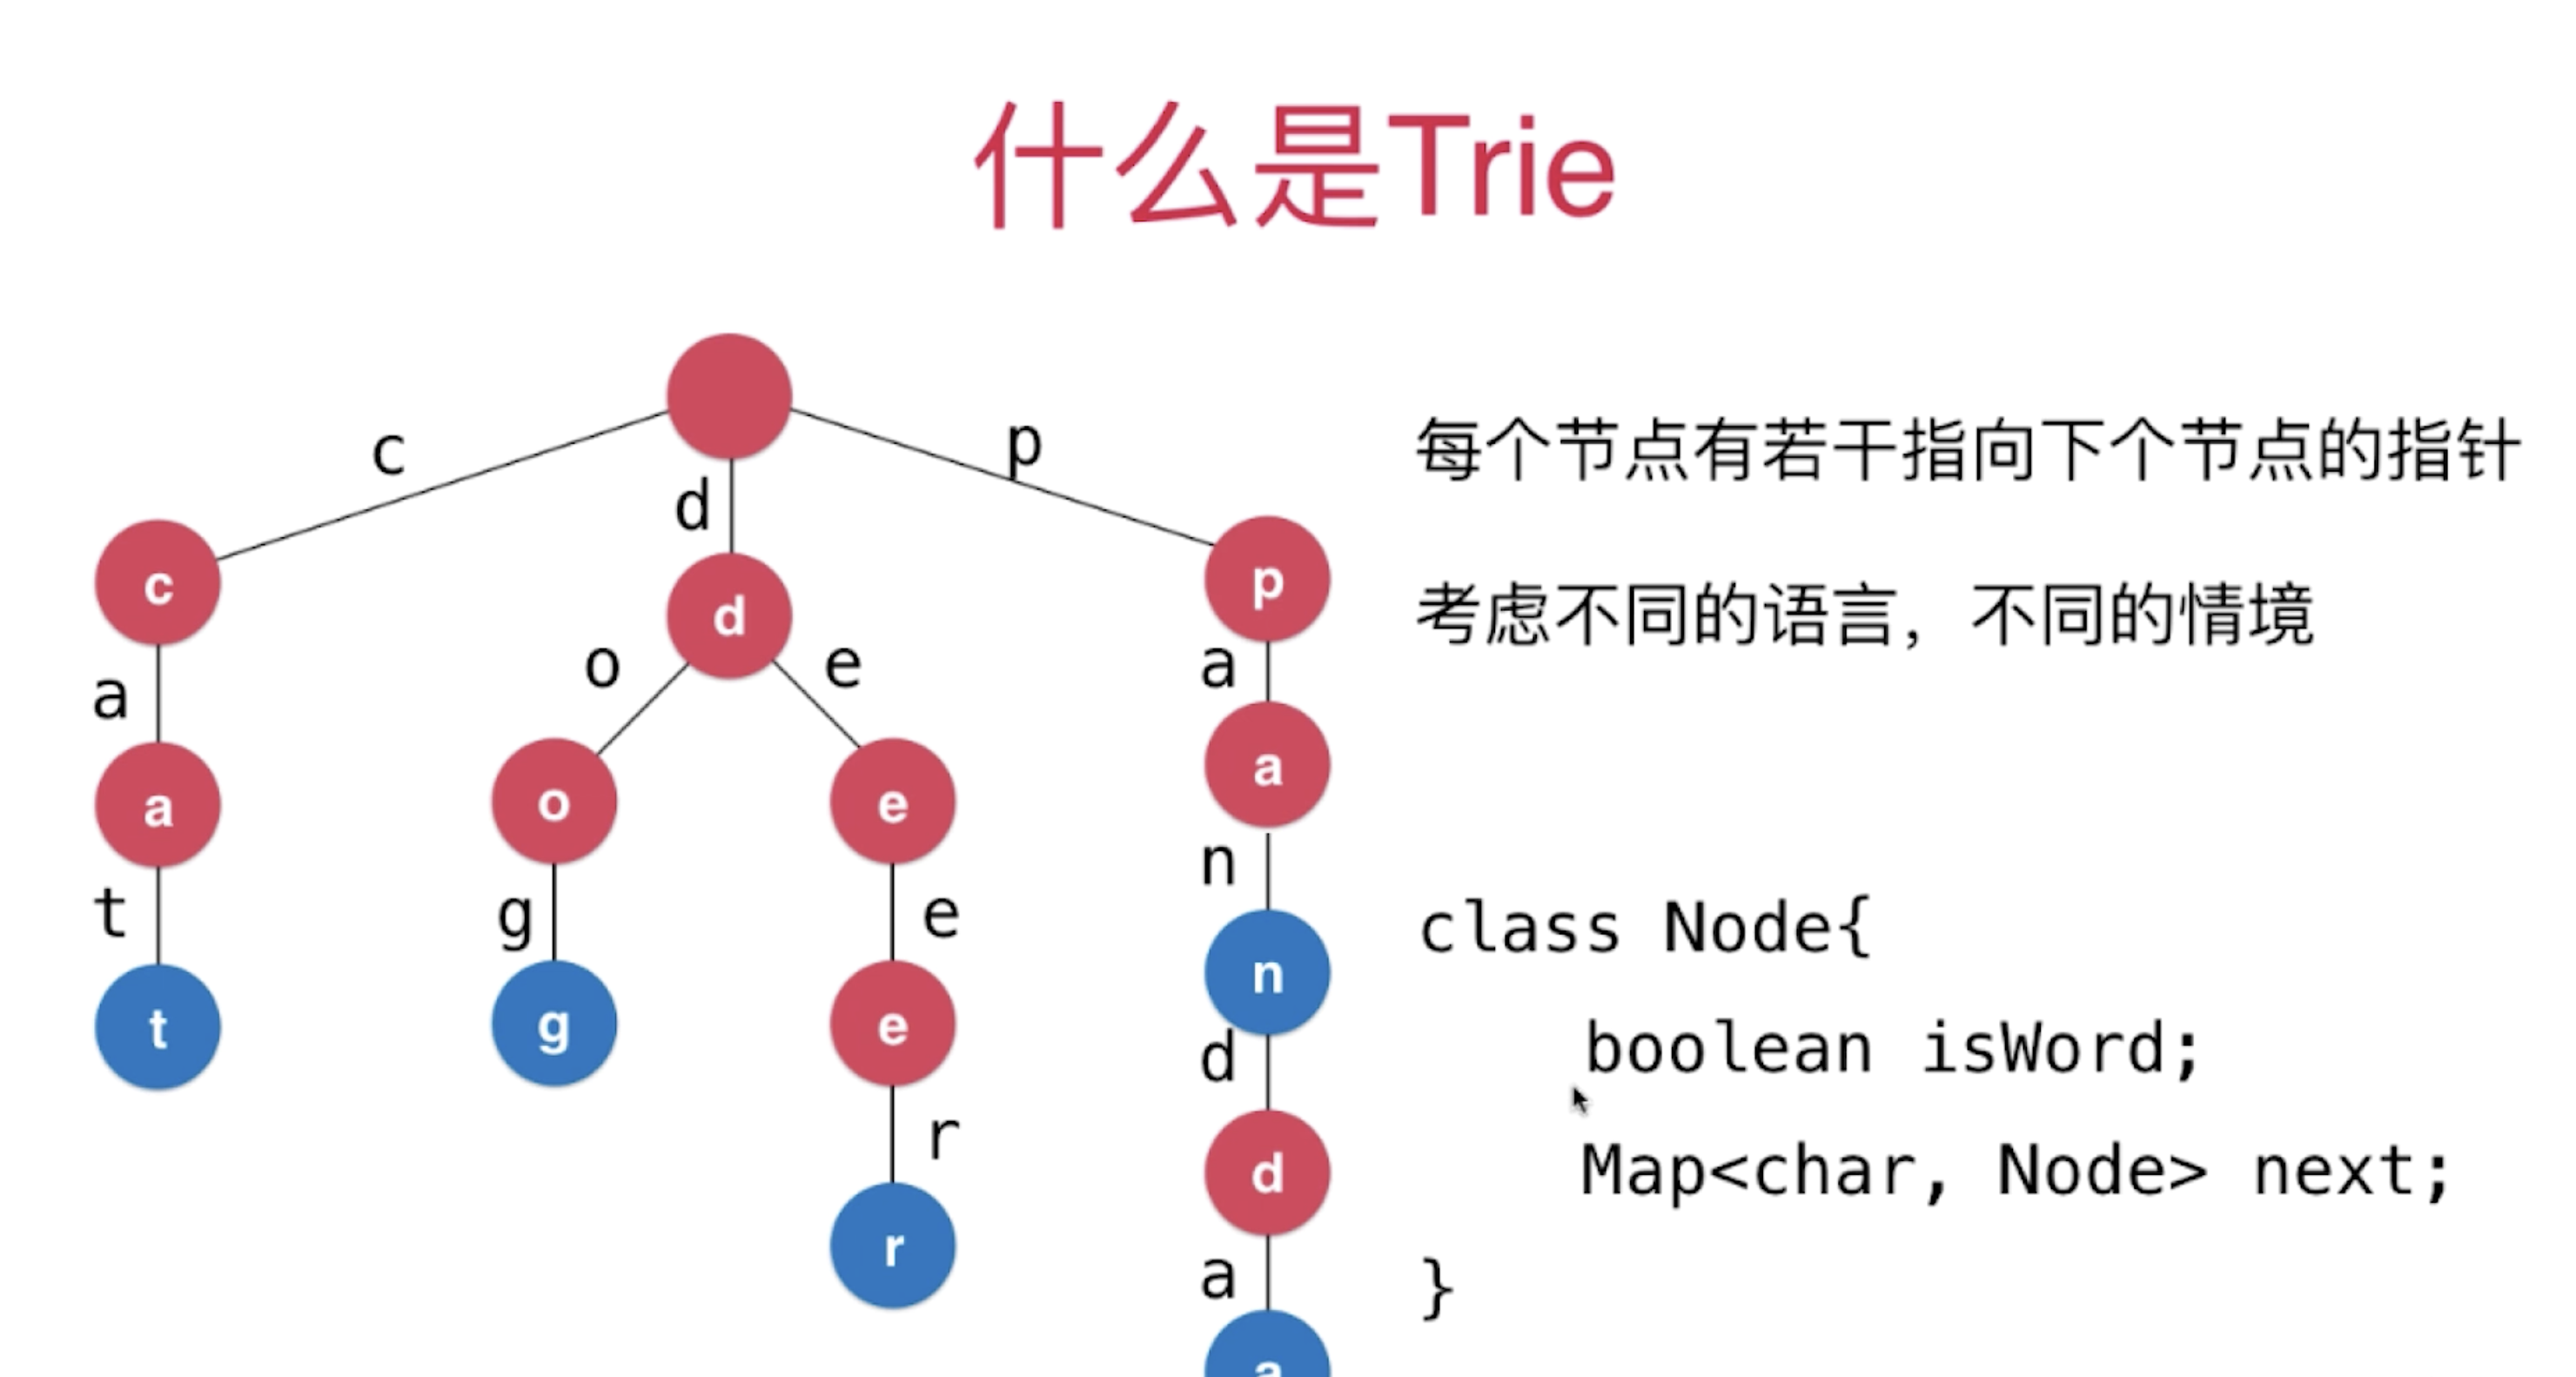 什么是Trie
c
d
p
c
d
p
a
o
e
a
a
o
e
a
t
g
e
n
t
g
e
n
r
d
r
d
a
a
每个节点有若干指向下个节点的指针
考虑不同的语言，不同的情境
class Node{
boolean isWord;
Map<char, Node> next;
}